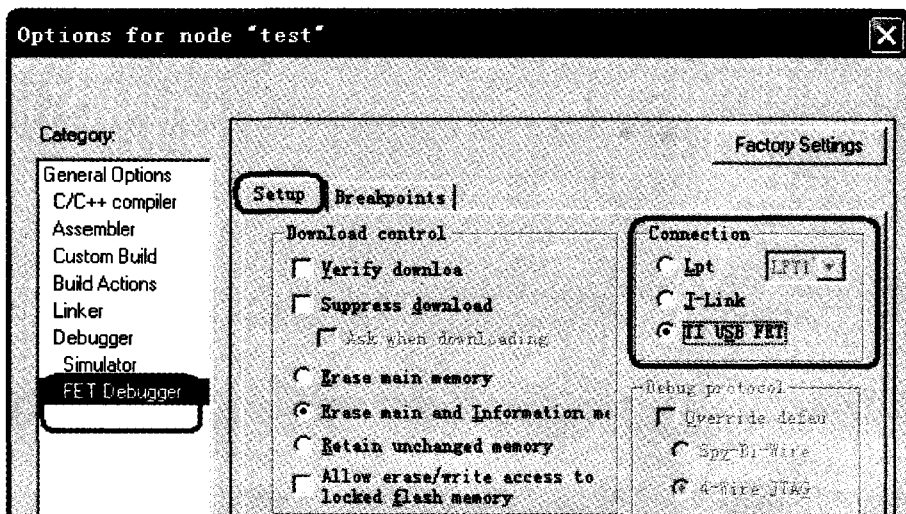 Options for node "test"
Category:
Factory Settings
General Options
C/C++ compiler
Assembler
Custom Build
Build Actions
Linker
Debugger
Simulator
FET Debugger
Setup
Breakpoints
Download control
Verify downloa
Suppress download
Ask when downloading
Erase main memory
Erase main and Information me
Retain unchanged memory
Allow erase/write access to
locked flash memory
Connection
Lpt
LPT1
J-Link
TI USB FET
Debug protocol
Override defau
Spy-Bi-Wire
4-Wire JTAG